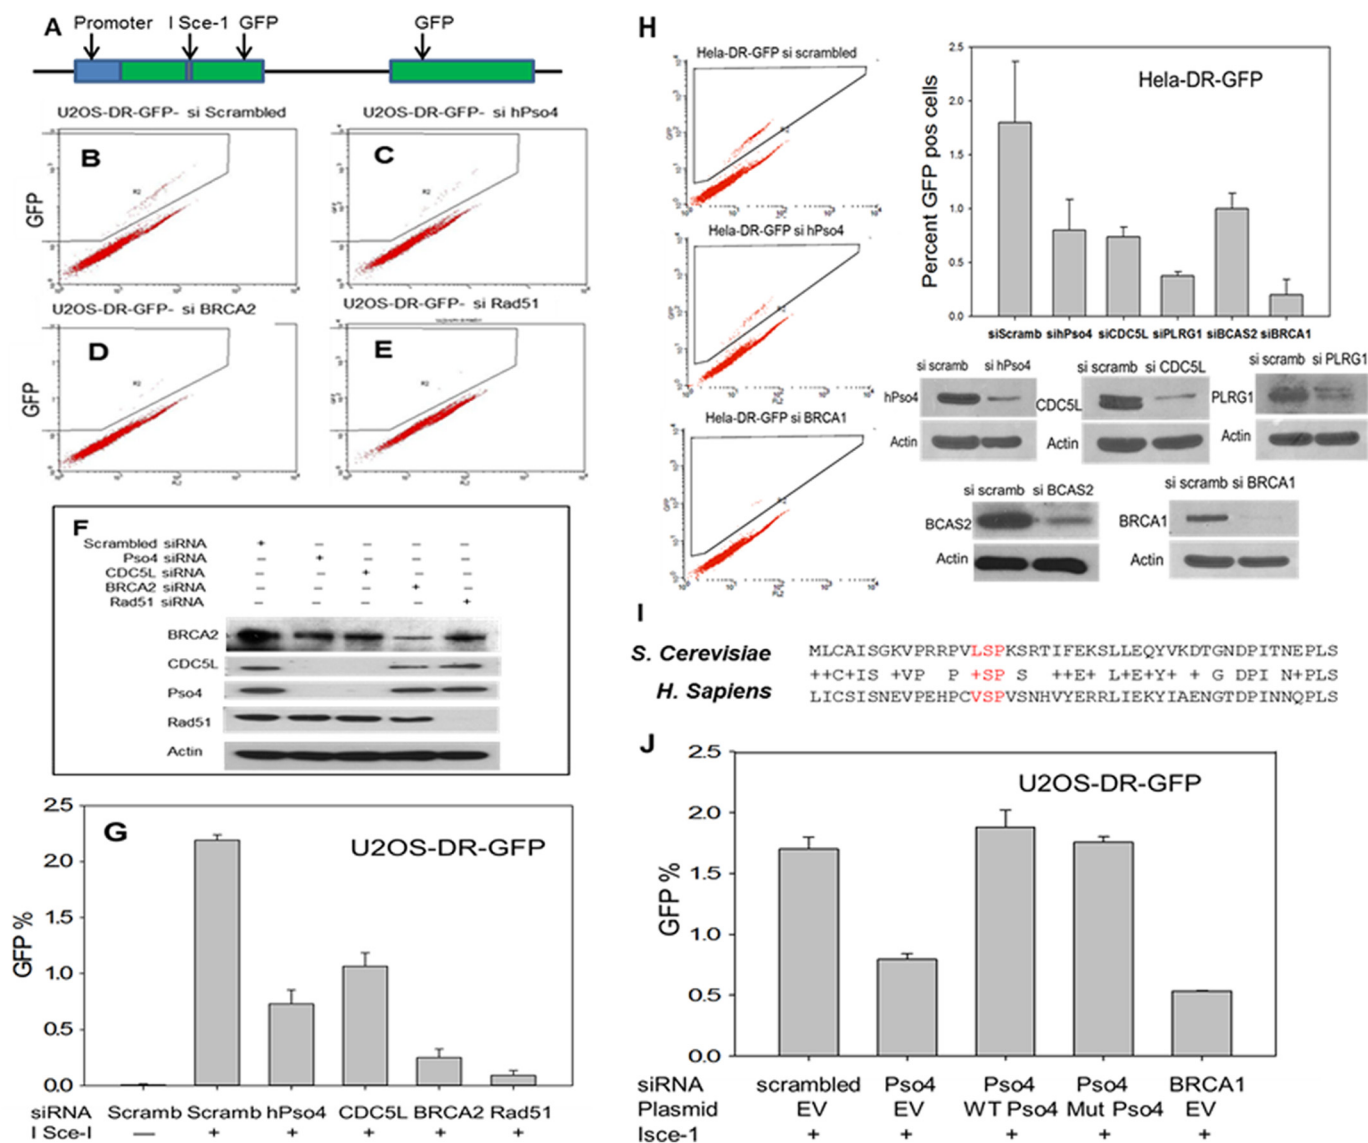 A
Promoter I Sce-1 GFP GFP
U2OS-DR-GFP- si Scrambled
U2OS-DR-GFP- si hPso4
B
C
GFP
R2
R2
U2OS-DR-GFP- si BRCA2
U2OS-DR-GFP- si Rad51
D
E
GFP
R2
R2
F
Scrambled siRNA + – – – –
Pso4 siRNA – + – – –
CDC5L siRNA – – + – –
BRCA2 siRNA – – – + –
Rad51 siRNA – – – – +
BRCA2
CDC5L
Pso4
Rad51
Actin
G
U2OS-DR-GFP
GFP %
2.5
2.0
1.5
1.0
0.5
0.0
siRNA Scramb Scramb hPso4 CDC5L BRCA2 Rad51
I Sce-I — + + + + +
H
Hela-DR-GFP si scrambled
GFP
Hela-DR-GFP si hPso4
GFP
Hela-DR-GFP si BRCA1
GFP
Hela-DR-GFP
Percent GFP pos cells
2.0
1.5
1.0
0.5
0.0
siScramb sihPso4 siCDC5L siPLRG1 siBCAS2 siBRCA1
si scramb si hPso4
hPso4
Actin
si scramb si CDC5L
CDC5L
Actin
si scramb si PLRG1
PLRG1
Actin
si scramb si BCAS2
BCAS2
Actin
si scramb si BRCA1
BRCA1
Actin
I
S. Cerevisiae MLCAISGKVPRRPVLSPKSRTIFEKSLLEQYVKDTGNDPITNEPLS
++C+IS +VP P +SP S ++E+ L+E+Y+ + G DPI N+PLS
H. Sapiens LICSISNEVPEHPCVSPVSNHVYERRLIEKYIAENGTDPINNQPLS
J
U2OS-DR-GFP
GFP %
2.5
2.0
1.5
1.0
0.5
0.0
siRNA scrambled Pso4 Pso4 Pso4 BRCA1
Plasmid EV EV WT Pso4 Mut Pso4 EV
Isce-1 + + + + +